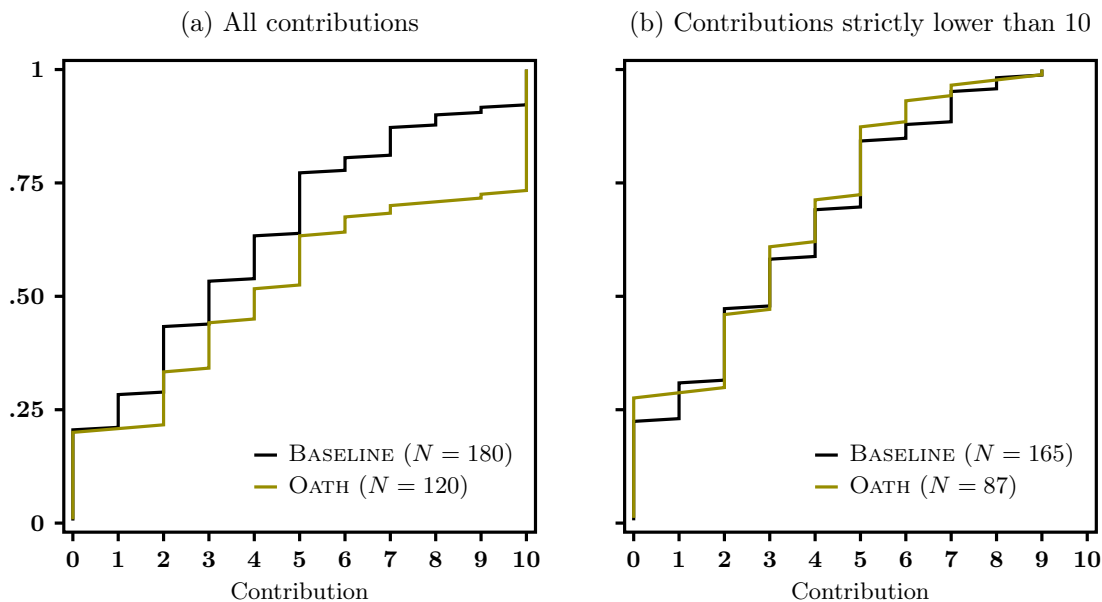 (a) All contributions
1
.75
.50
.25
0
BASELINE (N = 180)
OATH (N = 120)
0 1 2 3 4 5 6 7 8 9 10
Contribution
(b) Contributions strictly lower than 10
BASELINE (N = 165)
OATH (N = 87)
0 1 2 3 4 5 6 7 8 9 10
Contribution